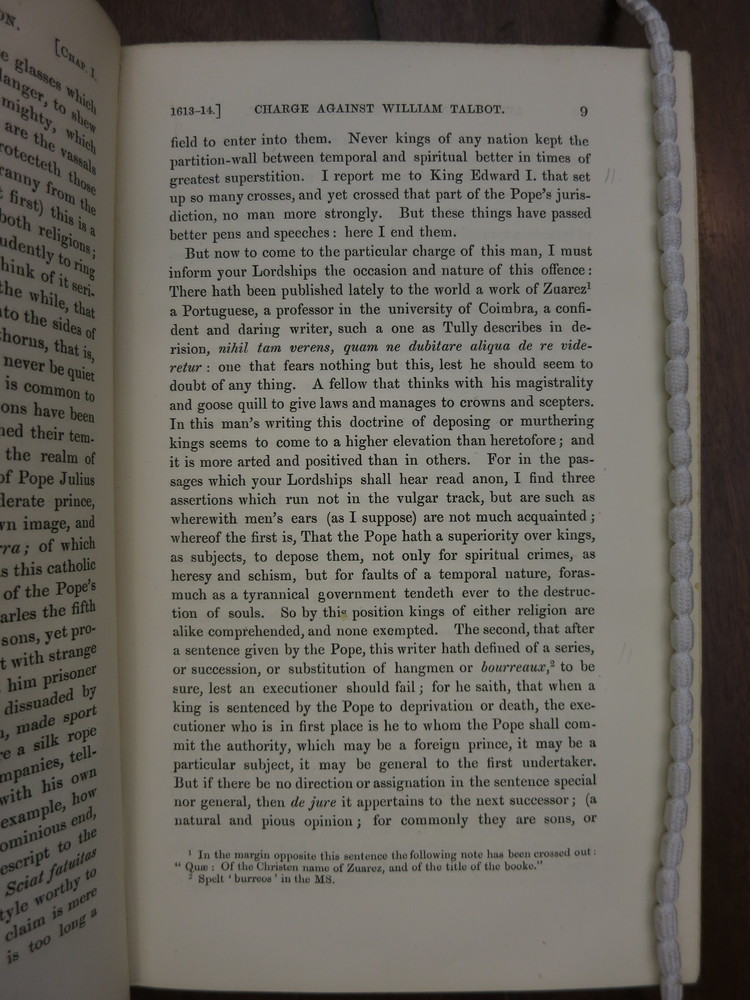 ON. [CHAP. I.
e glasses which
langer, to shew
mighty, which
are the vassals
rotecteth those
ranny from the
t first) this is a
both religions;
udently to ring
hink of it seri-
the while, that
to the sides of
horns, that is,
never be quiet
is common to
ons have been
ned their tem-
the realm of
of Pope Julius
lerate prince,
vn image, and
rra; of which
s this catholic
of the Pope's
arles the fifth
sons, yet pro-
t with strange
him prisoner
dissuaded by
, made sport
e a silk rope
mpanies, tell-
with his own
example, how
ominious end,
escript to the
Sciat fatuitas
tyle worthy to
claim is mere
is too long a
1613-14.] CHARGE AGAINST WILLIAM TALBOT. 9
field to enter into them. Never kings of any nation kept the
partition-wall between temporal and spiritual better in times of
greatest superstition. I report me to King Edward I. that set
up so many crosses, and yet crossed that part of the Pope's juris-
diction, no man more strongly. But these things have passed
better pens and speeches: here I end them.
But now to come to the particular charge of this man, I must
inform your Lordships the occasion and nature of this offence:
There hath been published lately to the world a work of Zuarez¹
a Portuguese, a professor in the university of Coimbra, a confi-
dent and daring writer, such a one as Tully describes in de-
rision, nihil tam verens, quam ne dubitare aliqua de re vide-
retur: one that fears nothing but this, lest he should seem to
doubt of any thing. A fellow that thinks with his magistrality
and goose quill to give laws and manages to crowns and scepters.
In this man's writing this doctrine of deposing or murthering
kings seems to come to a higher elevation than heretofore; and
it is more arted and positived than in others. For in the pas-
sages which your Lordships shall hear read anon, I find three
assertions which run not in the vulgar track, but are such as
wherewith men's ears (as I suppose) are not much acquainted;
whereof the first is, That the Pope hath a superiority over kings,
as subjects, to depose them, not only for spiritual crimes, as
heresy and schism, but for faults of a temporal nature, foras-
much as a tyrannical government tendeth ever to the destruc-
tion of souls. So by this position kings of either religion are
alike comprehended, and none exempted. The second, that after
a sentence given by the Pope, this writer hath defined of a series,
or succession, or substitution of hangmen or bourreaux,² to be
sure, lest an executioner should fail; for he saith, that when a
king is sentenced by the Pope to deprivation or death, the exe-
cutioner who is in first place is he to whom the Pope shall com-
mit the authority, which may be a foreign prince, it may be a
particular subject, it may be general to the first undertaker.
But if there be no direction or assignation in the sentence special
nor general, then de jure it appertains to the next successor; (a
natural and pious opinion; for commonly they are sons, or
¹ In the margin opposite this sentence the following note has been crossed out:
" Quæ: Of the Christen name of Zuarez, and of the title of the booke."
² Spelt ' burreos ' in the MS.